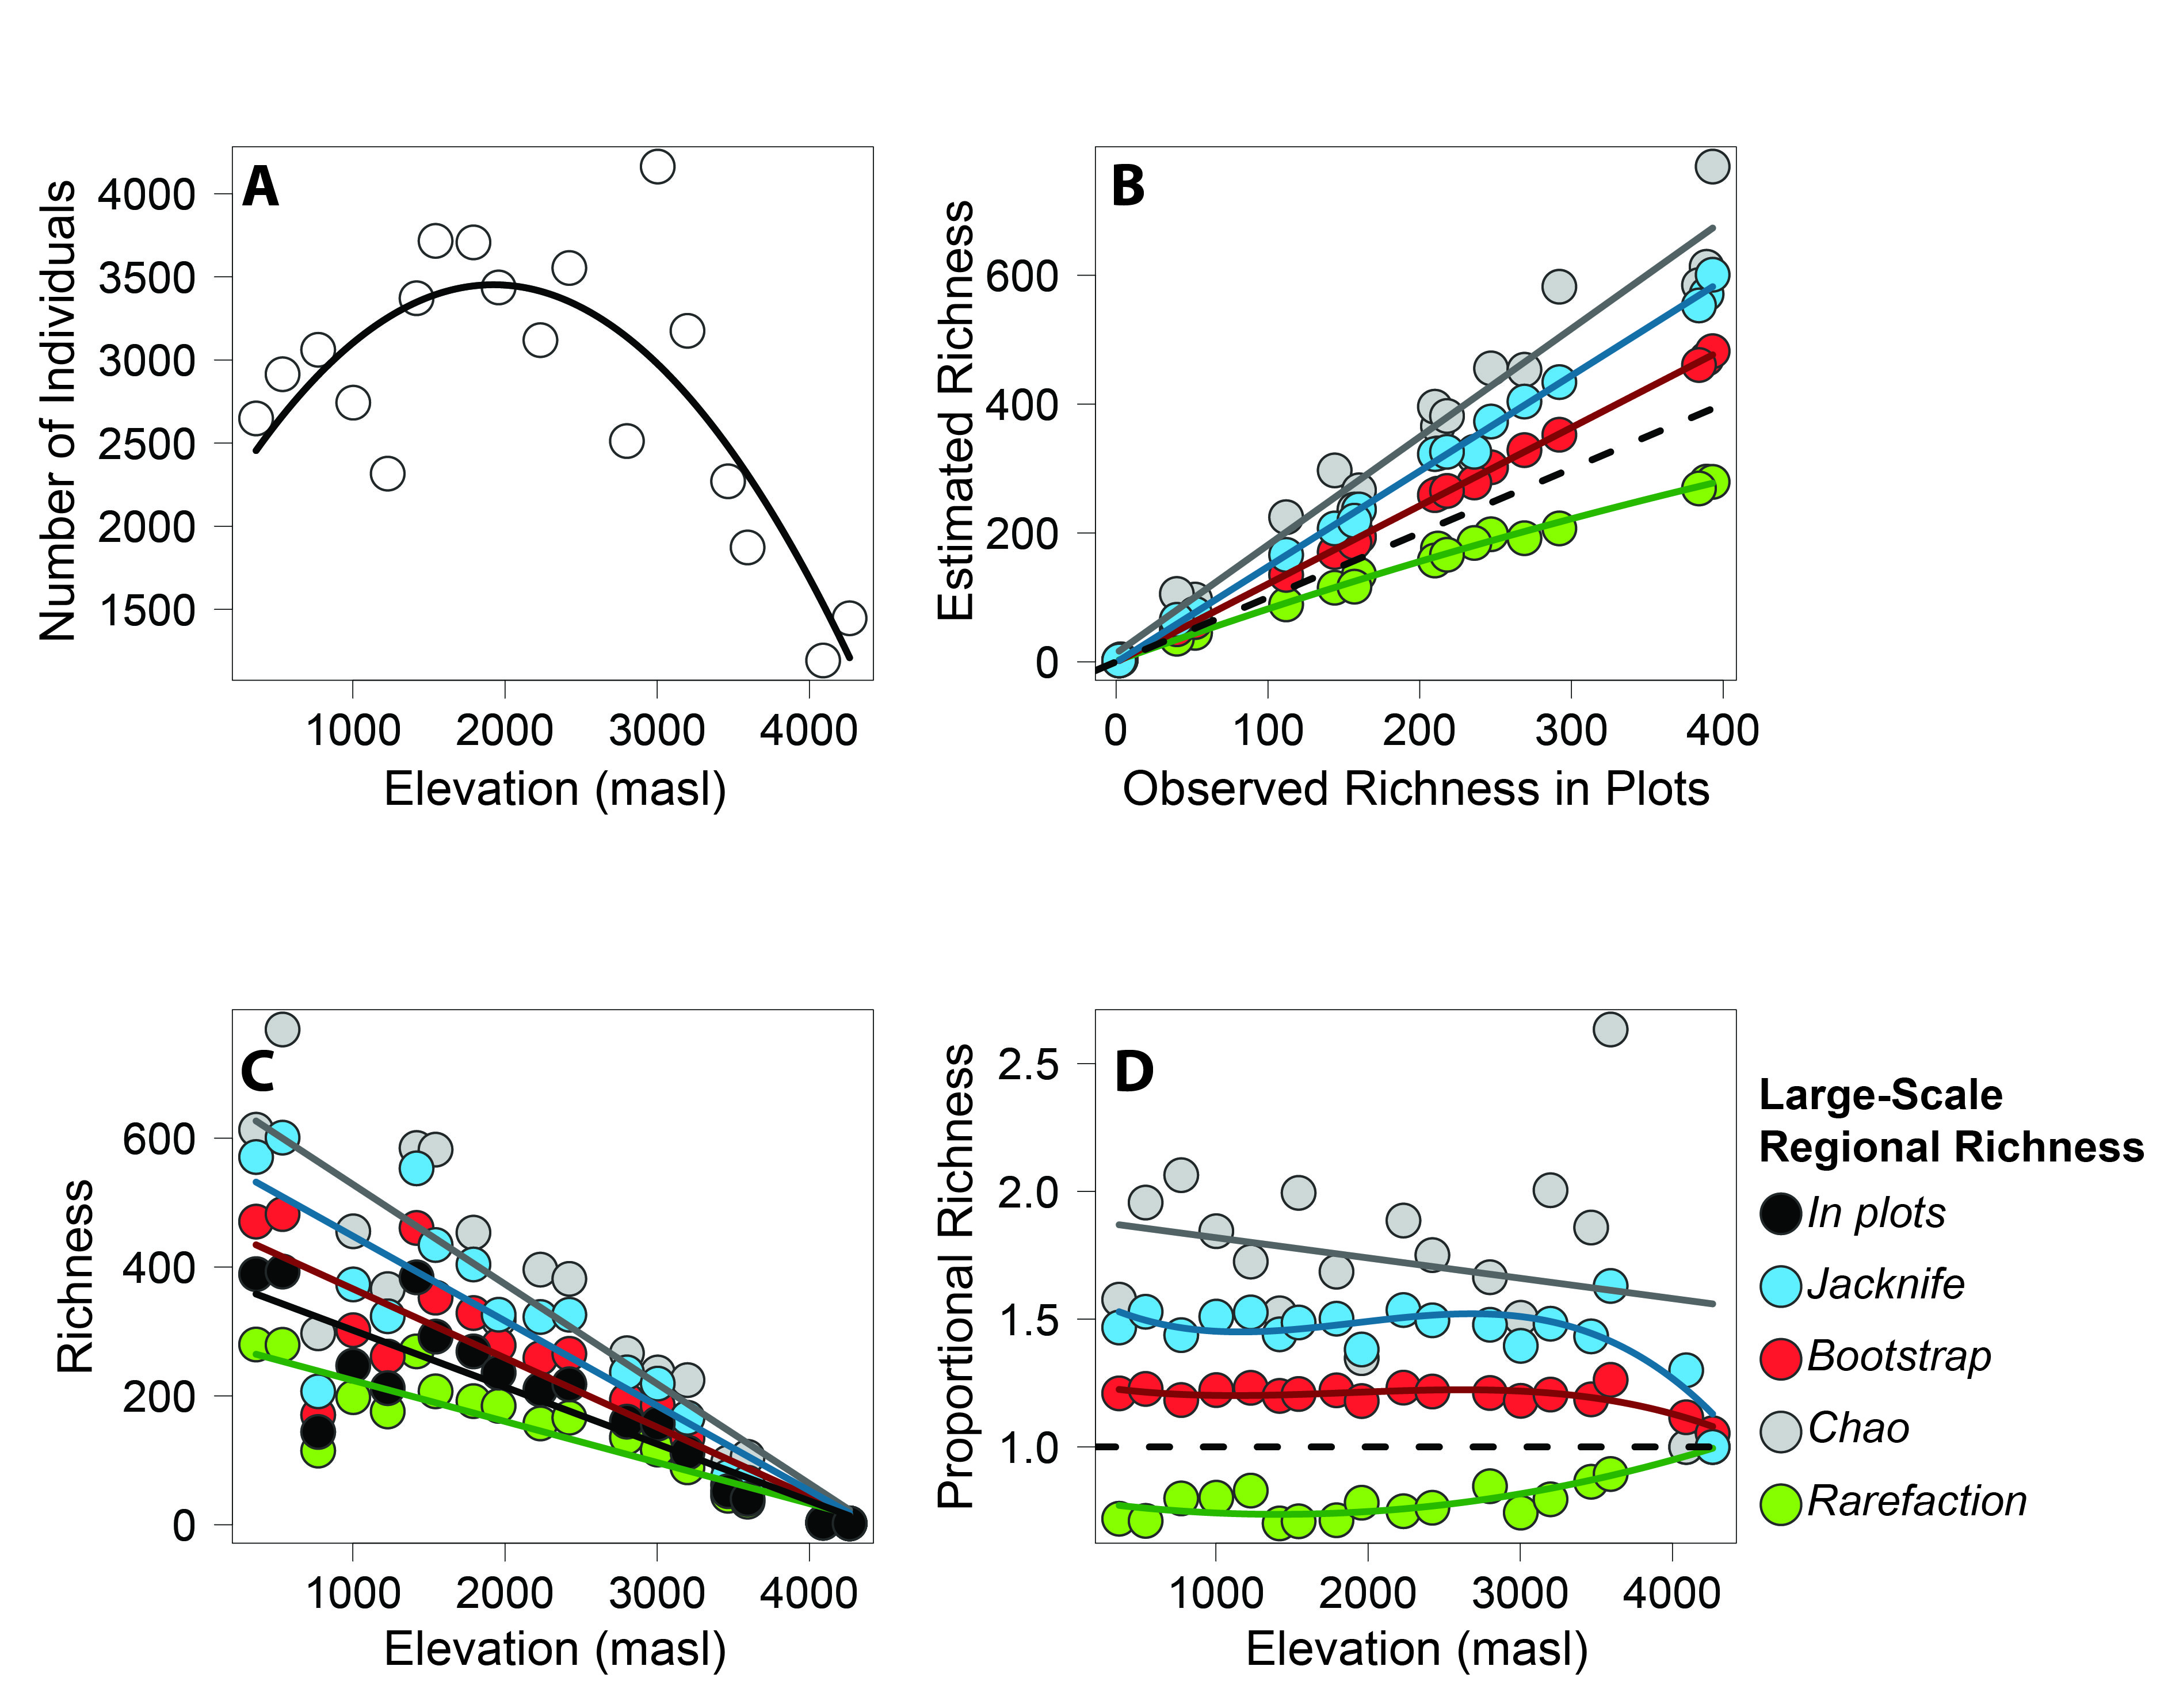 A
Number of Individuals
4000
3500
3000
2500
2000
1500
1000 2000 3000 4000
Elevation (masl)
B
Estimated Richness
600
400
200
0
0 100 200 300 400
Observed Richness in Plots
C
Richness
600
400
200
0
1000 2000 3000 4000
Elevation (masl)
D
Proportional Richness
2.5
2.0
1.5
1.0
1000 2000 3000 4000
Elevation (masl)
Large-Scale
Regional Richness
In plots
Jacknife
Bootstrap
Chao
Rarefaction